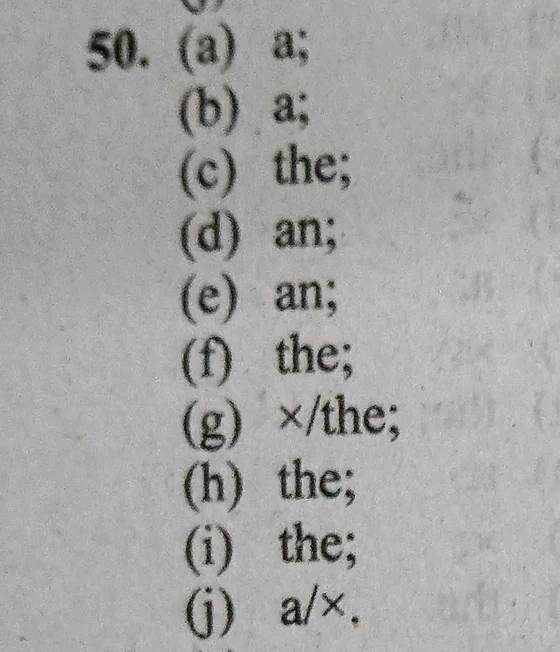 50. (a) a;
(b) a;
(c) the;
(d) an;
(e) an;
(f) the;
(g) ×/the;
(h) the;
(i) the;
(j) a/×.